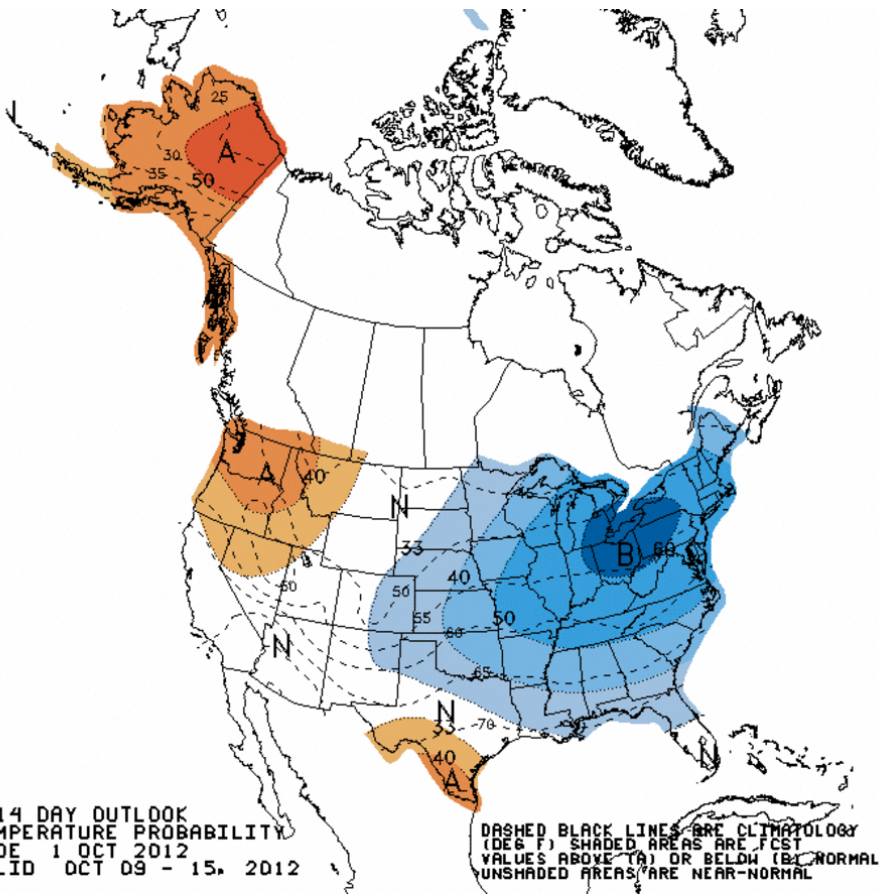 25
30
A
35
50
A
40
N
45
33
B
60
40
50
50
55
50
60
N
65
N
33
70
N
40
A
14 DAY OUTLOOK
MPERATURE PROBABILITY
DE 1 OCT 2012
LID OCT 09 - 15, 2012
DASHED BLACK LINES ARE CLIMATOLOGY
(DEG F) SHADED AREAS ARE FCST
VALUES ABOVE (A) OR BELOW (B) NORMAL
UNSHADED AREAS ARE NEAR-NORMAL